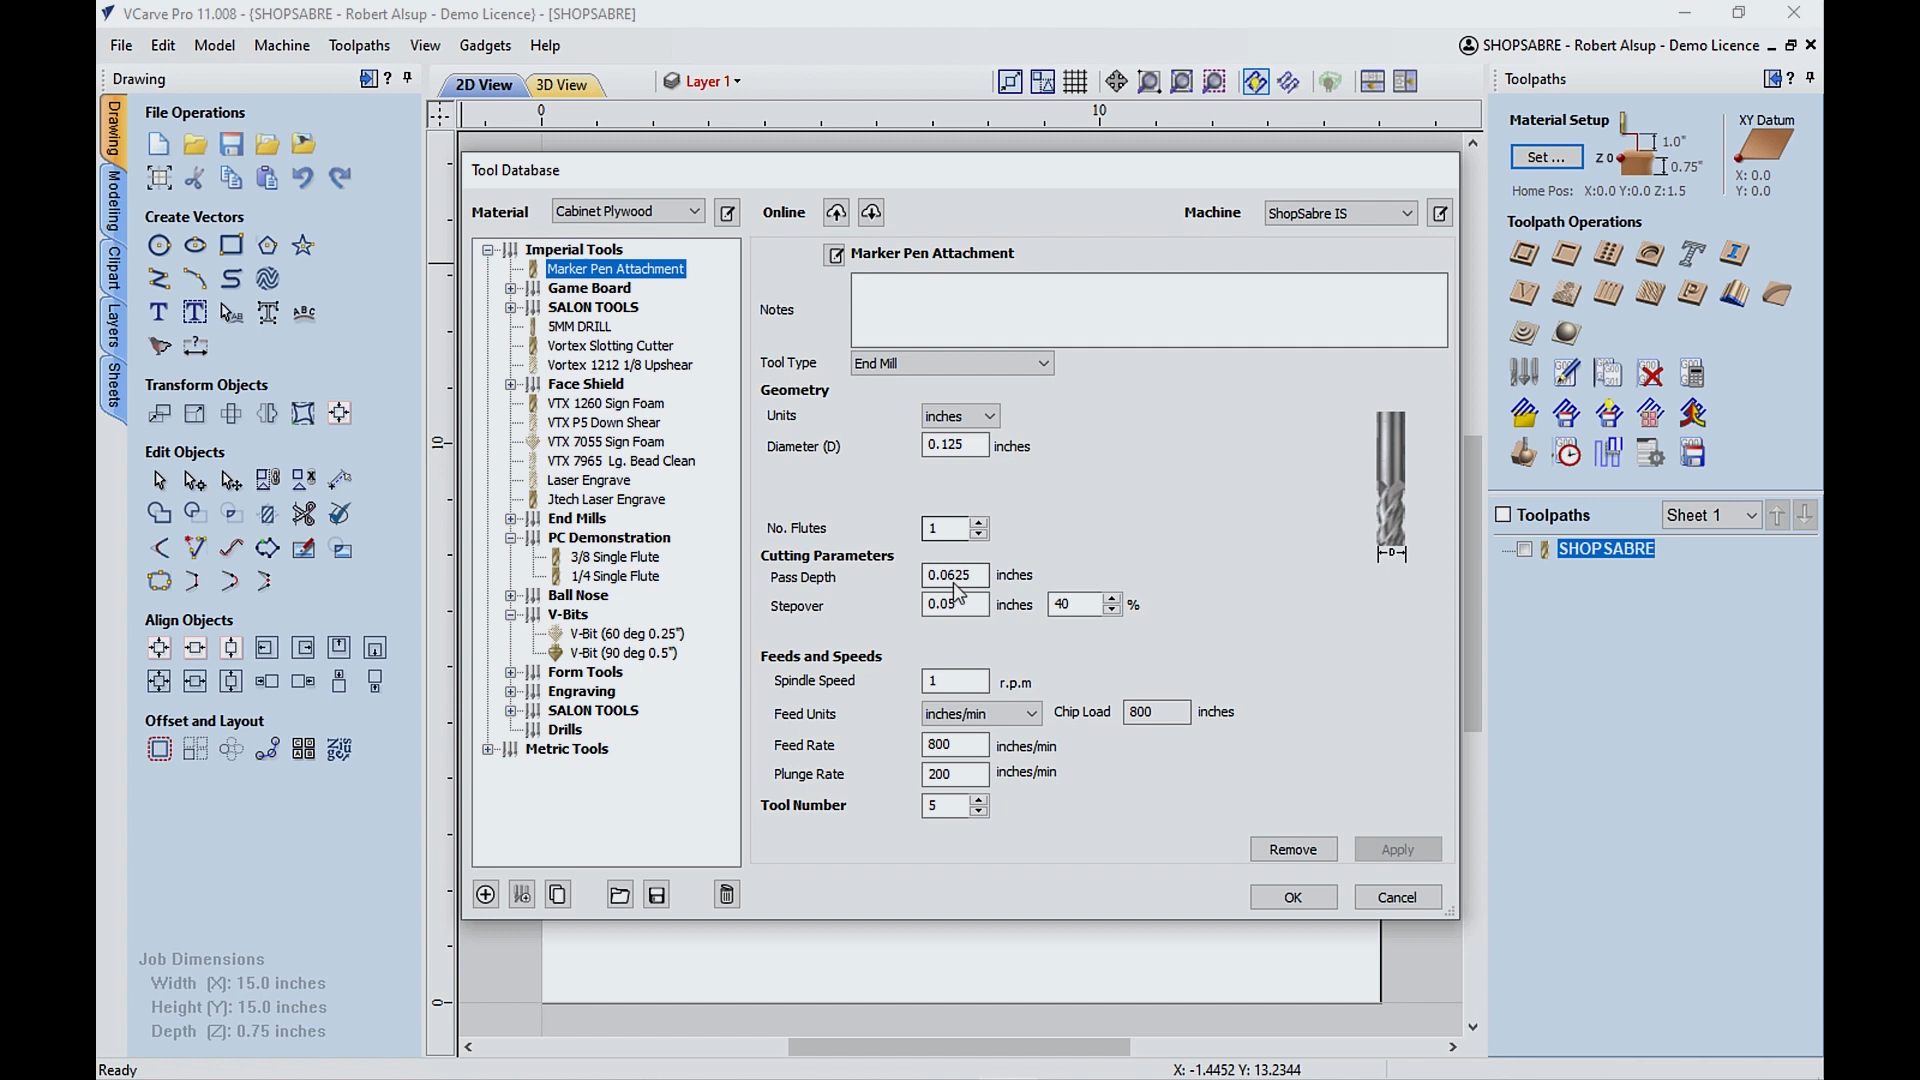 VCarve Pro 11.008 - {SHOPSABRE - Robert Alsup - Demo Licence} - [SHOPSABRE]
File Edit Model Machine Toolpaths View Gadgets Help
SHOPSABRE - Robert Alsup - Demo Licence
Drawing
2D View
3D View
Layer 1
Toolpaths
Drawing
Modeling
Clipart
Layers
Sheets
File Operations
Create Vectors
Transform Objects
Edit Objects
Align Objects
Offset and Layout
Job Dimensions
Width (X): 15.0 inches
Height (Y): 15.0 inches
Depth (Z): 0.75 inches
0
10
10
0
Tool Database
Material
Cabinet Plywood
Online
Machine
ShopSabre IS
Imperial Tools
Marker Pen Attachment
Game Board
SALON TOOLS
5MM DRILL
Vortex Slotting Cutter
Vortex 1212 1/8 Upshear
Face Shield
VTX 1260 Sign Foam
VTX P5 Down Shear
VTX 7055 Sign Foam
VTX 7965 Lg. Bead Clean
Laser Engrave
Jtech Laser Engrave
End Mills
PC Demonstration
3/8 Single Flute
1/4 Single Flute
Ball Nose
V-Bits
V-Bit (60 deg 0.25")
V-Bit (90 deg 0.5")
Form Tools
Engraving
SALON TOOLS
Drills
Metric Tools
Marker Pen Attachment
Notes
Tool Type
End Mill
Geometry
Units
inches
Diameter (D)
0.125
inches
No. Flutes
1
Cutting Parameters
Pass Depth
0.0625
inches
Stepover
0.05
inches
40
%
Feeds and Speeds
Spindle Speed
1
r.p.m
Feed Units
inches/min
Chip Load
800
inches
Feed Rate
800
inches/min
Plunge Rate
200
inches/min
Tool Number
5
D
Remove
Apply
OK
Cancel
Material Setup
Set ...
Z 0
1.0"
0.75"
XY Datum
X: 0.0
Y: 0.0
Home Pos: X:0.0 Y:0.0 Z:1.5
Toolpath Operations
Toolpaths
Sheet 1
SHOPSABRE
Ready
X: -1.4452 Y: 13.2344